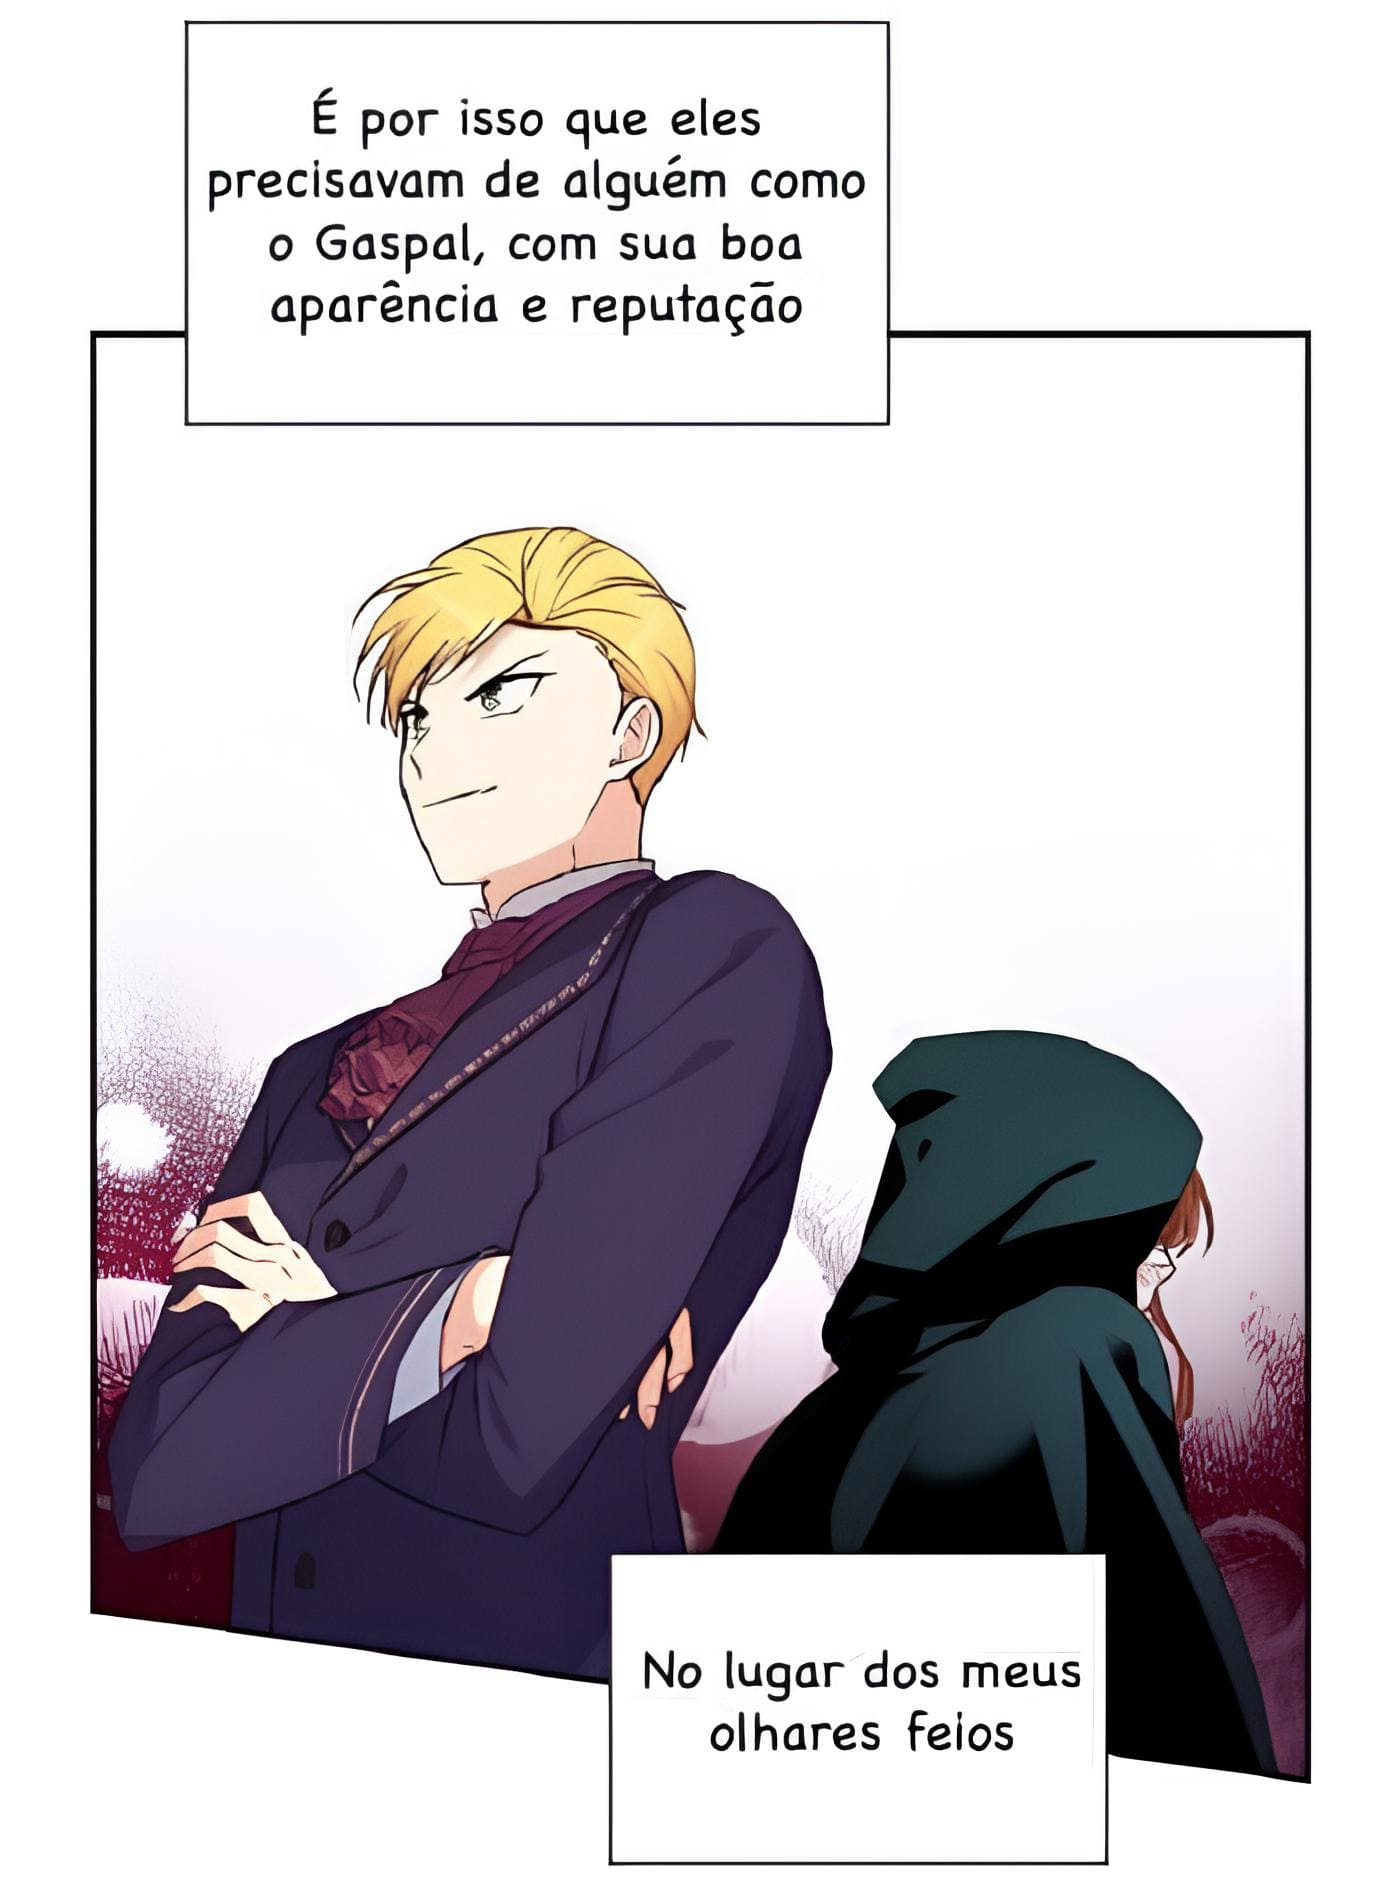 É por isso que eles
precisavam de alguém como
o Gaspal, com sua boa
aparência e reputação
No lugar dos meus
olhares feios